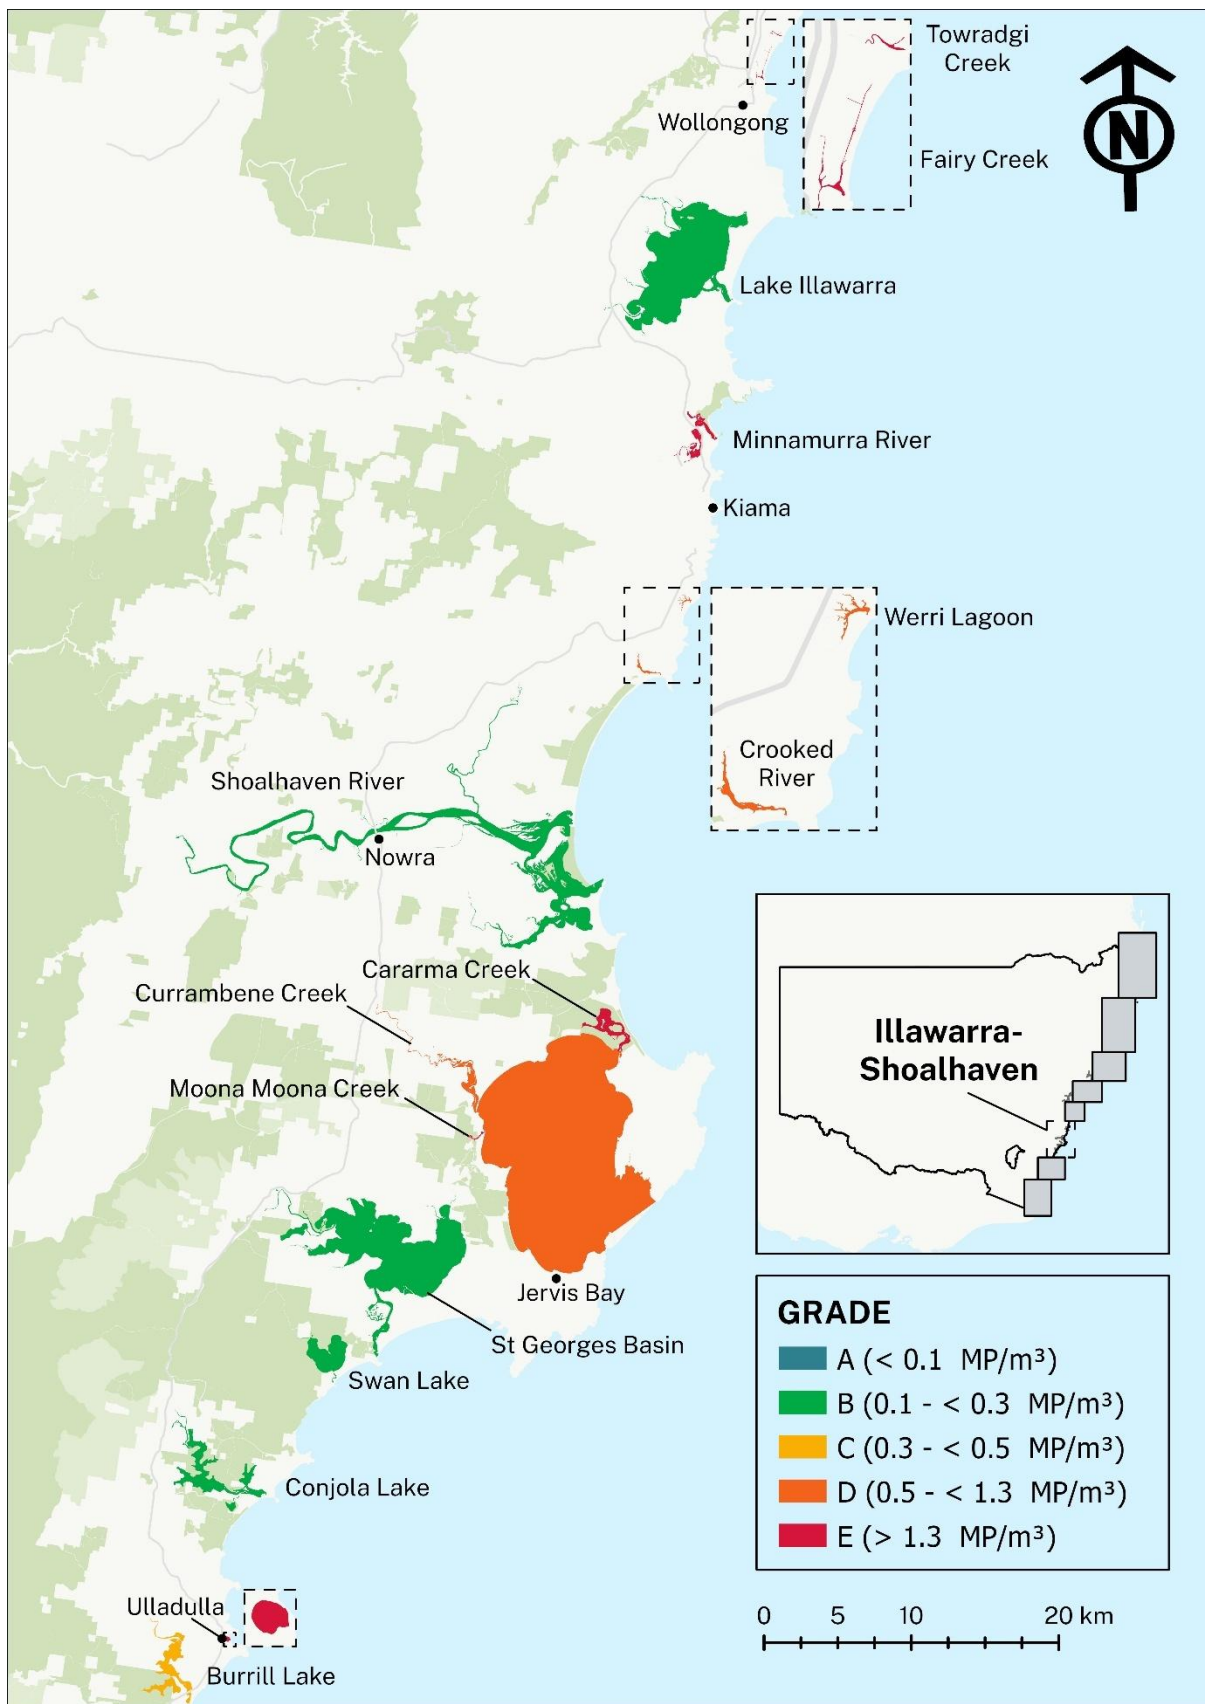 Towradgi
Creek
N
Wollongong
Fairy Creek
Lake Illawarra
Minnamurra River
Kiama
Werri Lagoon
Crooked
River
Shoalhaven River
Nowra
Cararma Creek
Currambene Creek
Illawarra-
Shoalhaven
Moona Moona Creek
Jervis Bay
St Georges Basin
Swan Lake
GRADE
A (< 0.1 MP/m³)
B (0.1 - < 0.3 MP/m³)
C (0.3 - < 0.5 MP/m³)
D (0.5 - < 1.3 MP/m³)
E (> 1.3 MP/m³)
Conjola Lake
Ulladulla
Burrill Lake
0 5 10 20 km